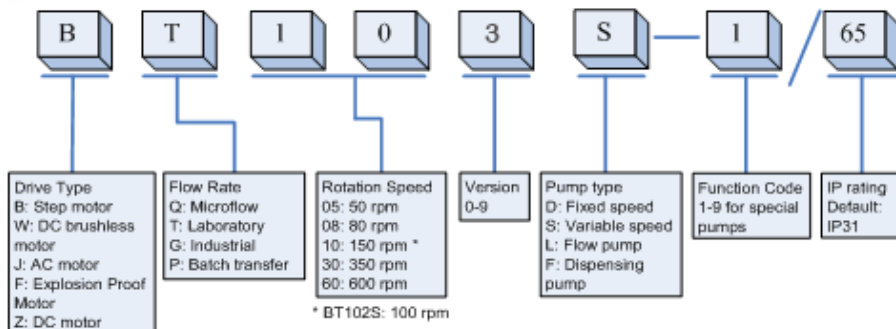 B T 1 0 3 S - 1 / 65
Drive Type
B: Step motor
W: DC brushless
motor
J: AC motor
F: Explosion Proof
Motor
Z: DC motor
Flow Rate
Q: Microflow
T: Laboratory
G: Industrial
P: Batch transfer
Rotation Speed
05: 50 rpm
08: 80 rpm
10: 150 rpm *
30: 350 rpm
60: 600 rpm
* BT102S: 100 rpm
Version
0-9
Pump type
D: Fixed speed
S: Variable speed
L: Flow pump
F: Dispensing
pump
Function Code
1-9 for special
pumps
IP rating
Default:
IP31